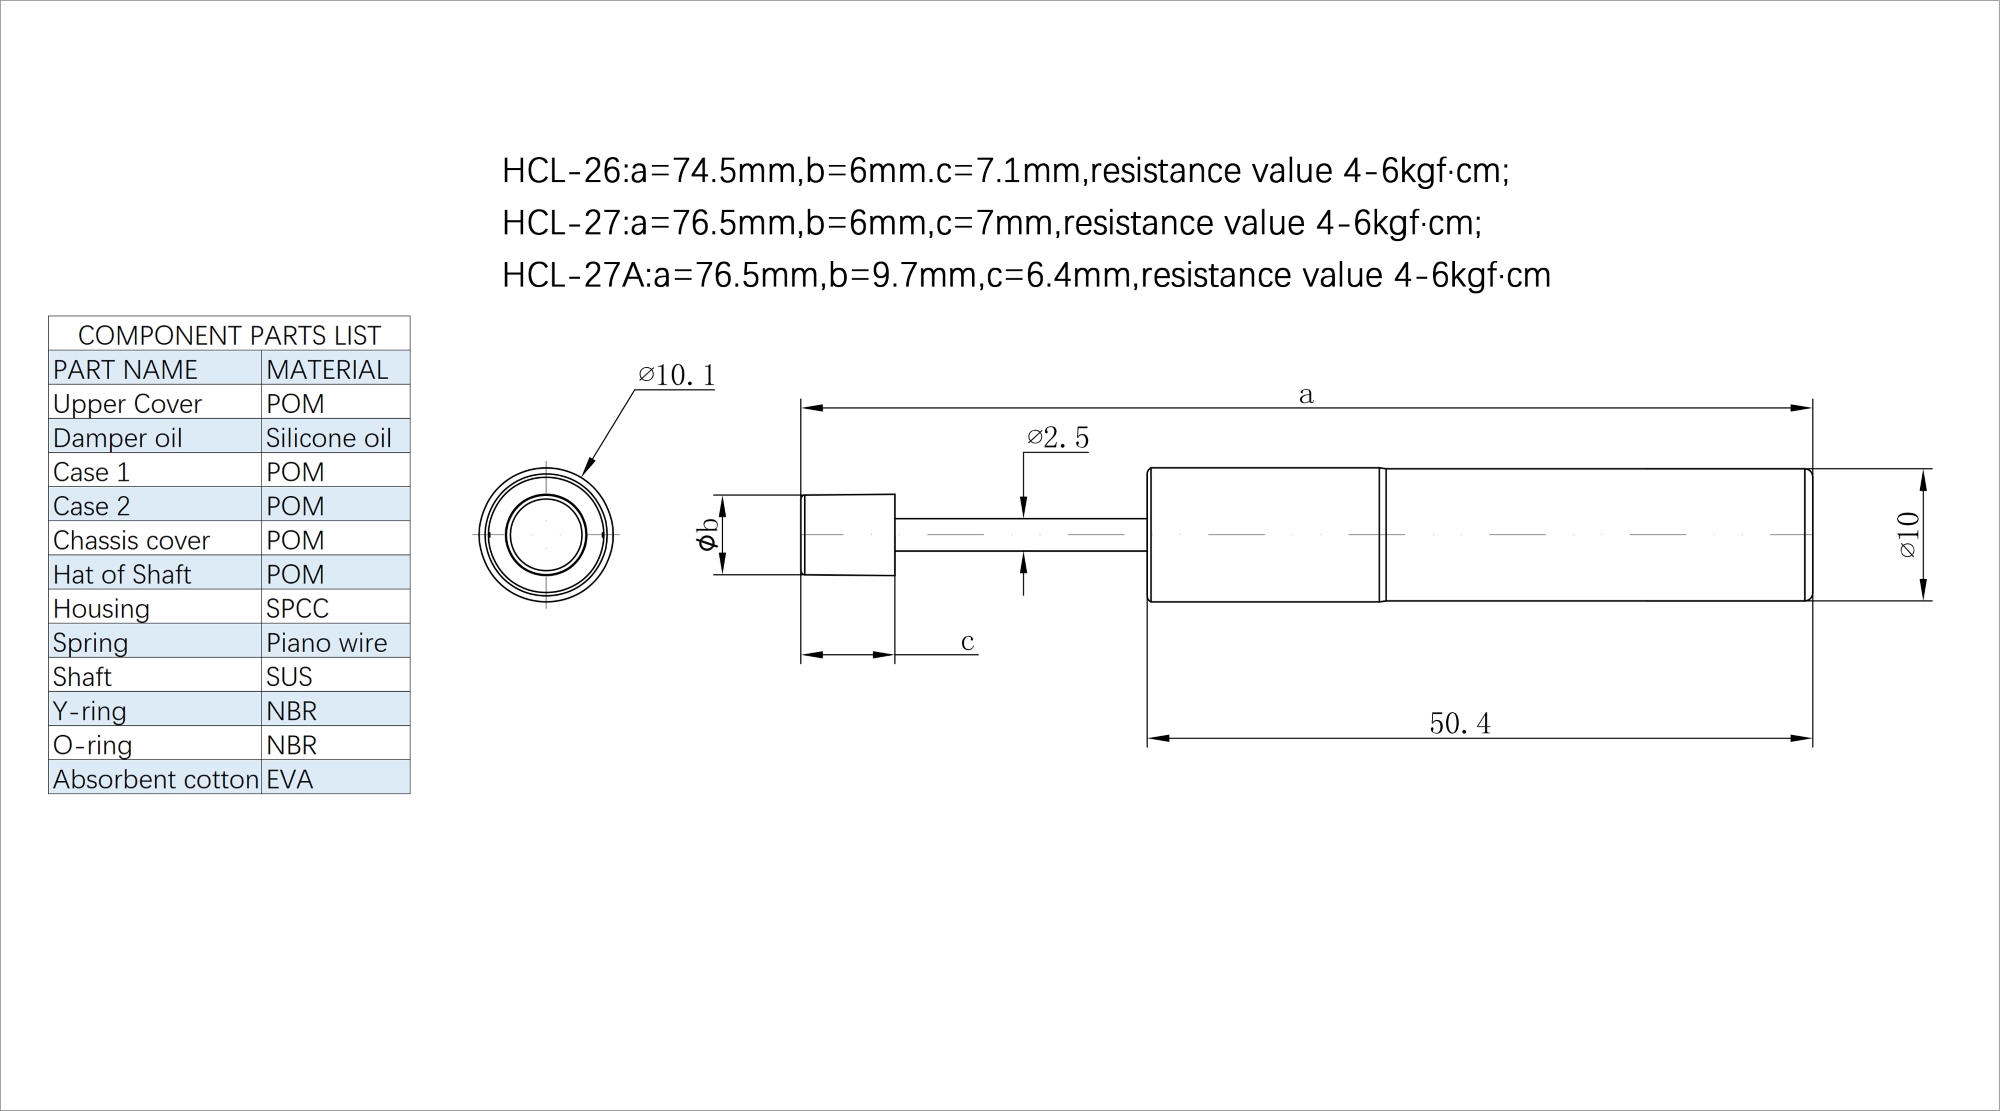 HCL-26:a=74.5mm,b=6mm.c=7.1mm,resistance value 4-6kgf·cm;
HCL-27:a=76.5mm,b=6mm,c=7mm,resistance value 4-6kgf·cm;
HCL-27A:a=76.5mm,b=9.7mm,c=6.4mm,resistance value 4-6kgf·cm
COMPONENT PARTS LIST
PART NAME MATERIAL
Upper Cover POM
Damper oil Silicone oil
Case 1 POM
Case 2 POM
Chassis cover POM
Hat of Shaft POM
Housing SPCC
Spring Piano wire
Shaft SUS
Y-ring NBR
O-ring NBR
Absorbent cotton EVA
⌀10.1
a
⌀2.5
ϕb
⌀10
c
50.4